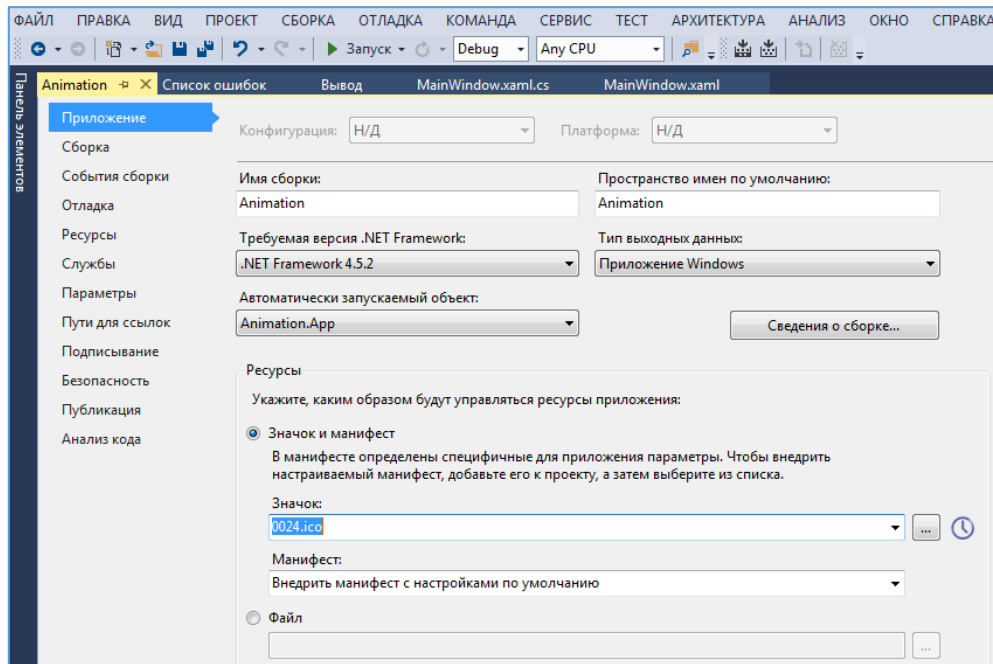 ФАЙЛ ПРАВКА ВИД ПРОЕКТ СБОРКА ОТЛАДКА КОМАНДА СЕРВИС ТЕСТ АРХИТЕКТУРА АНАЛИЗ ОКНО СПРАВКА
Запуск Debug Any CPU
Панель элементов
Animation Список ошибок Вывод MainWindow.xaml.cs MainWindow.xaml
Приложение
Сборка
События сборки
Отладка
Ресурсы
Службы
Параметры
Пути для ссылок
Подписывание
Безопасность
Публикация
Анализ кода
Конфигурация: Н/Д Платформа: Н/Д
Имя сборки: Пространство имен по умолчанию:
Animation Animation
Требуемая версия .NET Framework: Тип выходных данных:
.NET Framework 4.5.2 Приложение Windows
Автоматически запускаемый объект:
Animation.App Сведения о сборке...
Ресурсы
Укажите, каким образом будут управляться ресурсы приложения:
Значок и манифест
В манифесте определены специфичные для приложения параметры. Чтобы внедрить
настраиваемый манифест, добавьте его к проекту, а затем выберите из списка.
Значок:
0024.ico ...
Манифест:
Внедрить манифест с настройками по умолчанию
Файл
...